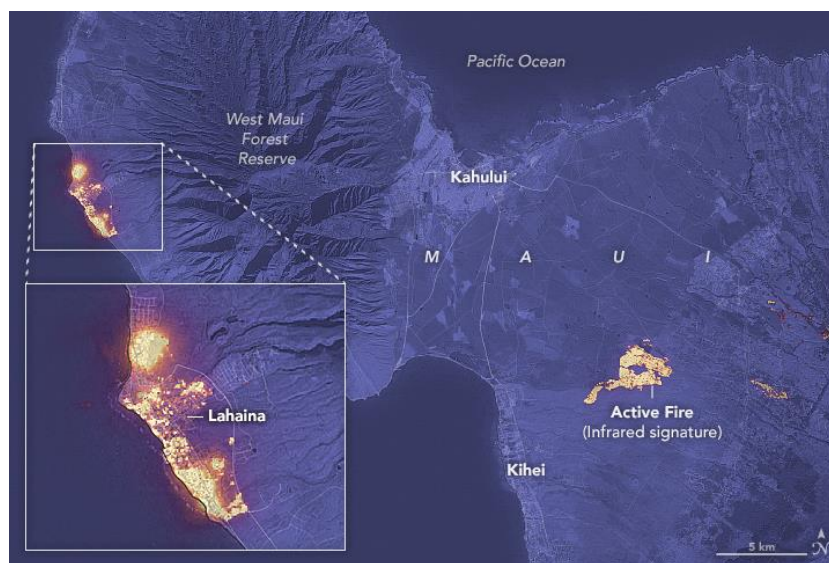 Pacific Ocean
West Maui
Forest
Reserve
Kahului
M A U I
Lahaina
Active Fire
(Infrared signature)
Kihei
5 km
N